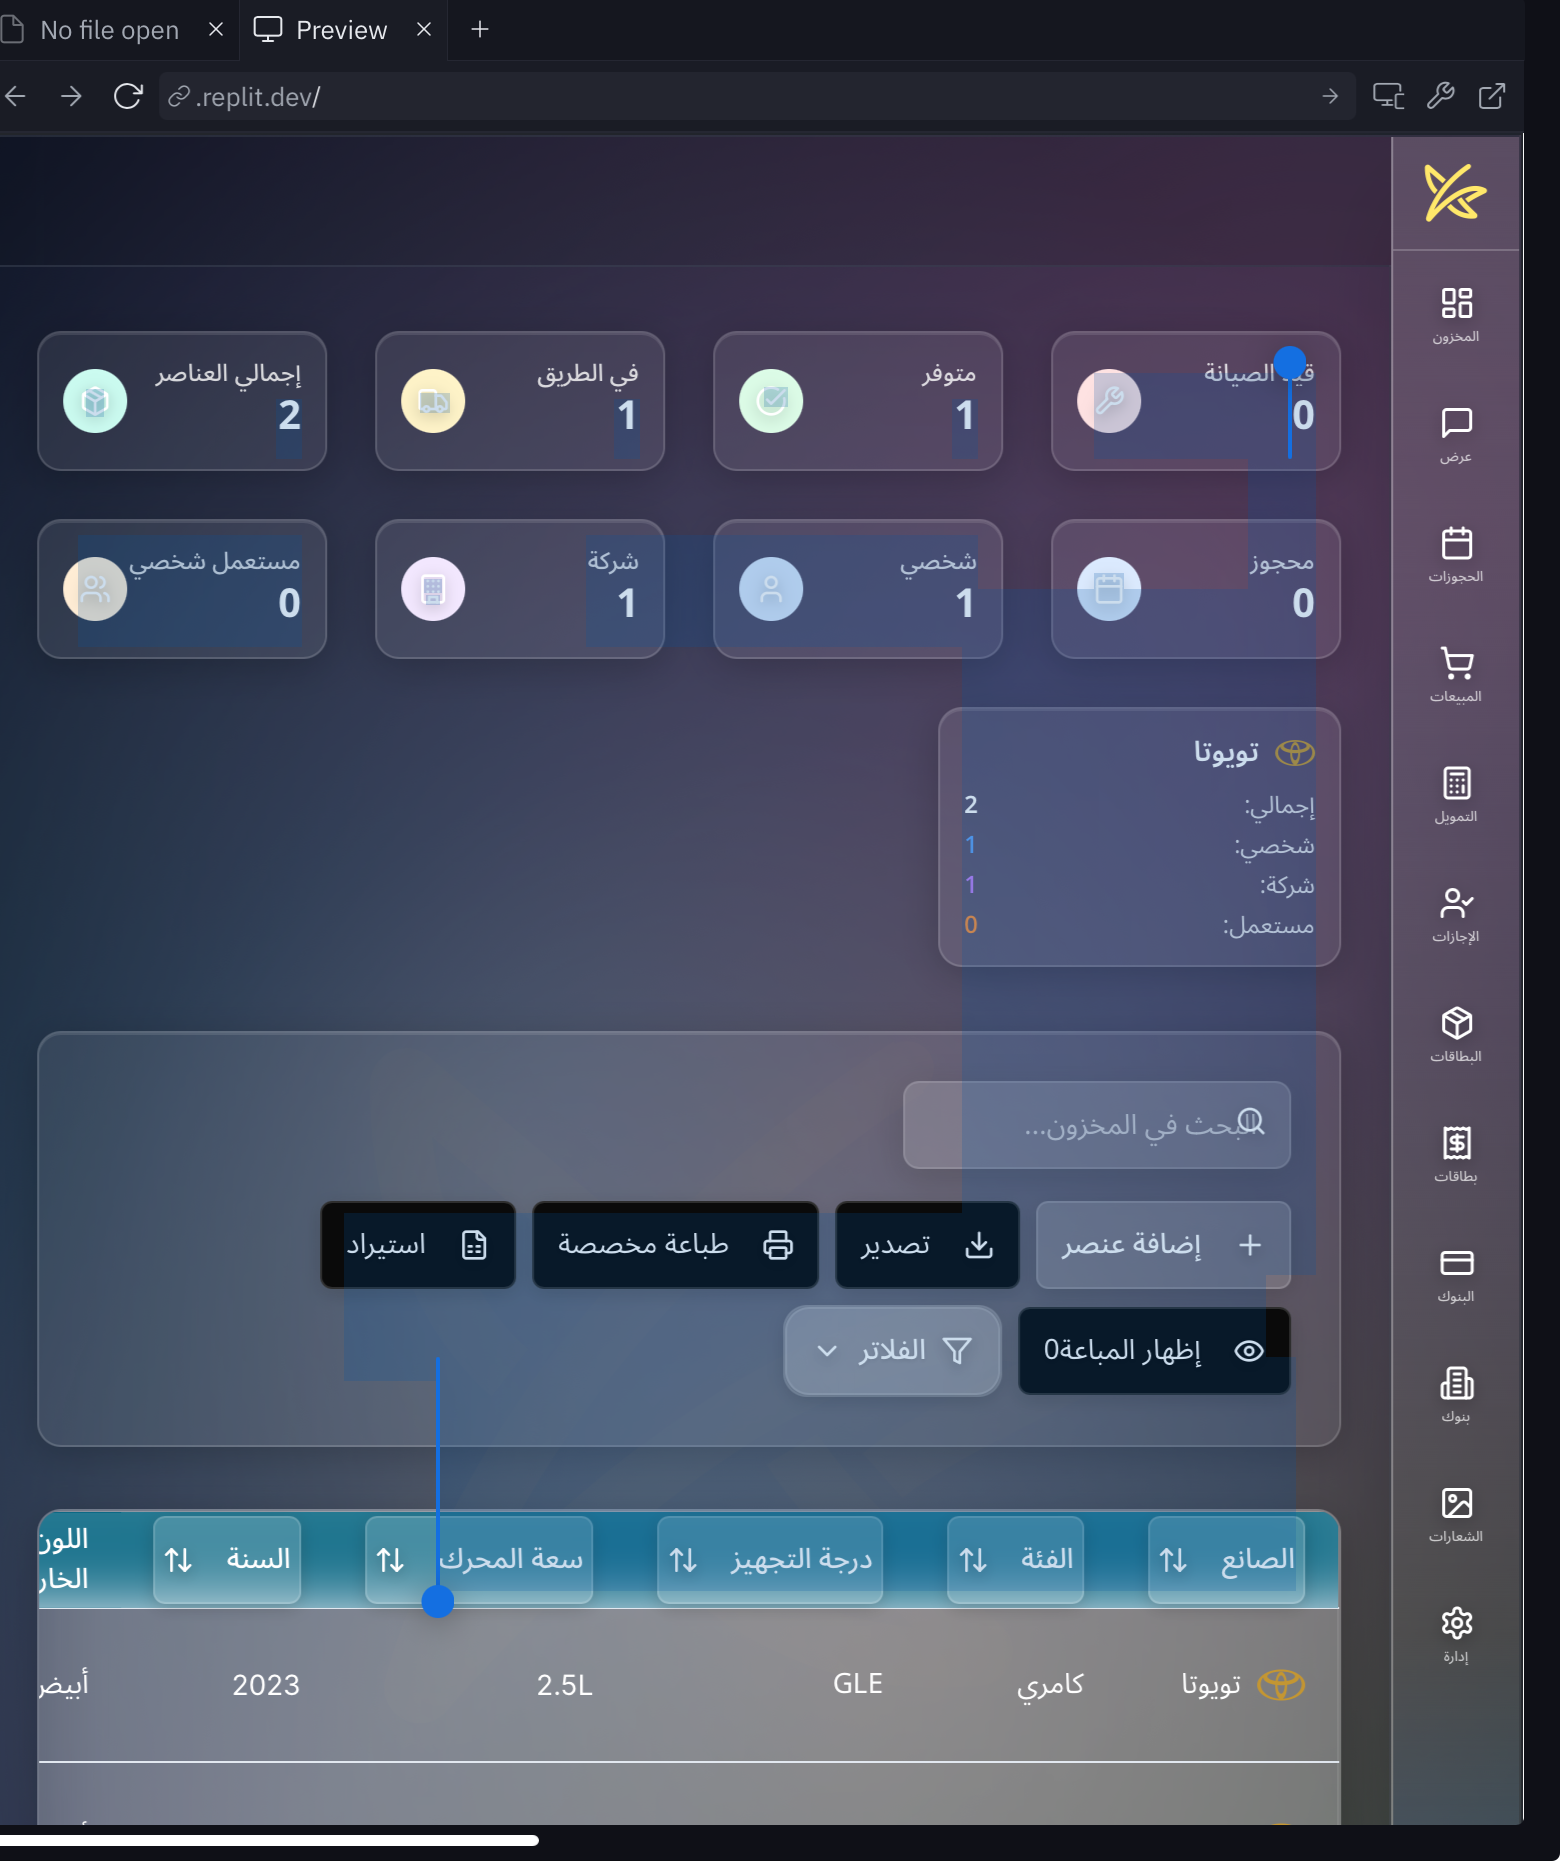 No file open
Preview
.replit.dev/
المخزون
عرض
الحجوزات
المبيعات
التمويل
الإجازات
البطاقات
بطاقات
البنوك
بنوك
الشعارات
إدارة
قيد الصيانة
0
متوفر
1
في الطريق
1
إجمالي العناصر
2
محجوز
0
شخصي
1
شركة
1
مستعمل شخصي
0
تويوتا
إجمالي: 2
شخصي: 1
شركة: 1
مستعمل: 0
البحث في المخزون...
إضافة عنصر
تصدير
طباعة مخصصة
استيراد
إظهار المباعة0
الفلاتر
الصانع
الفئة
درجة التجهيز
سعة المحرك
السنة
اللون
الخار
تويوتا
كامري
GLE
2.5L
2023
أبيض